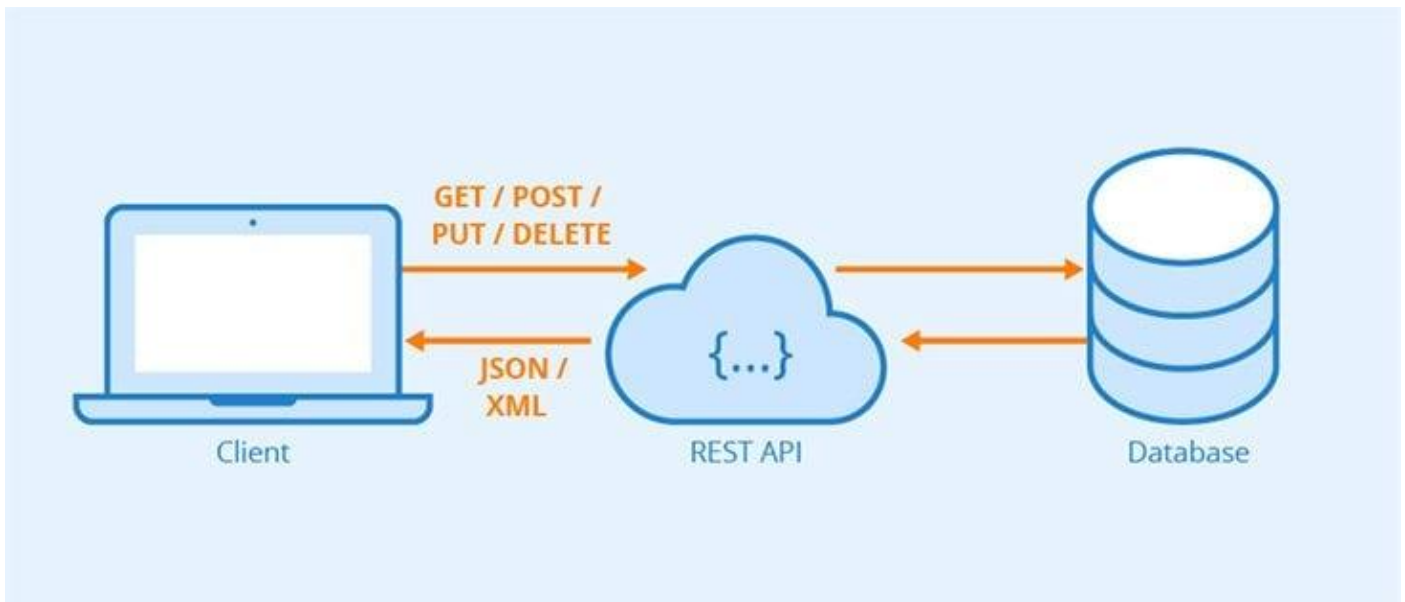 GET / POST /
PUT / DELETE
{...}
JSON /
XML
Client
REST API
Database